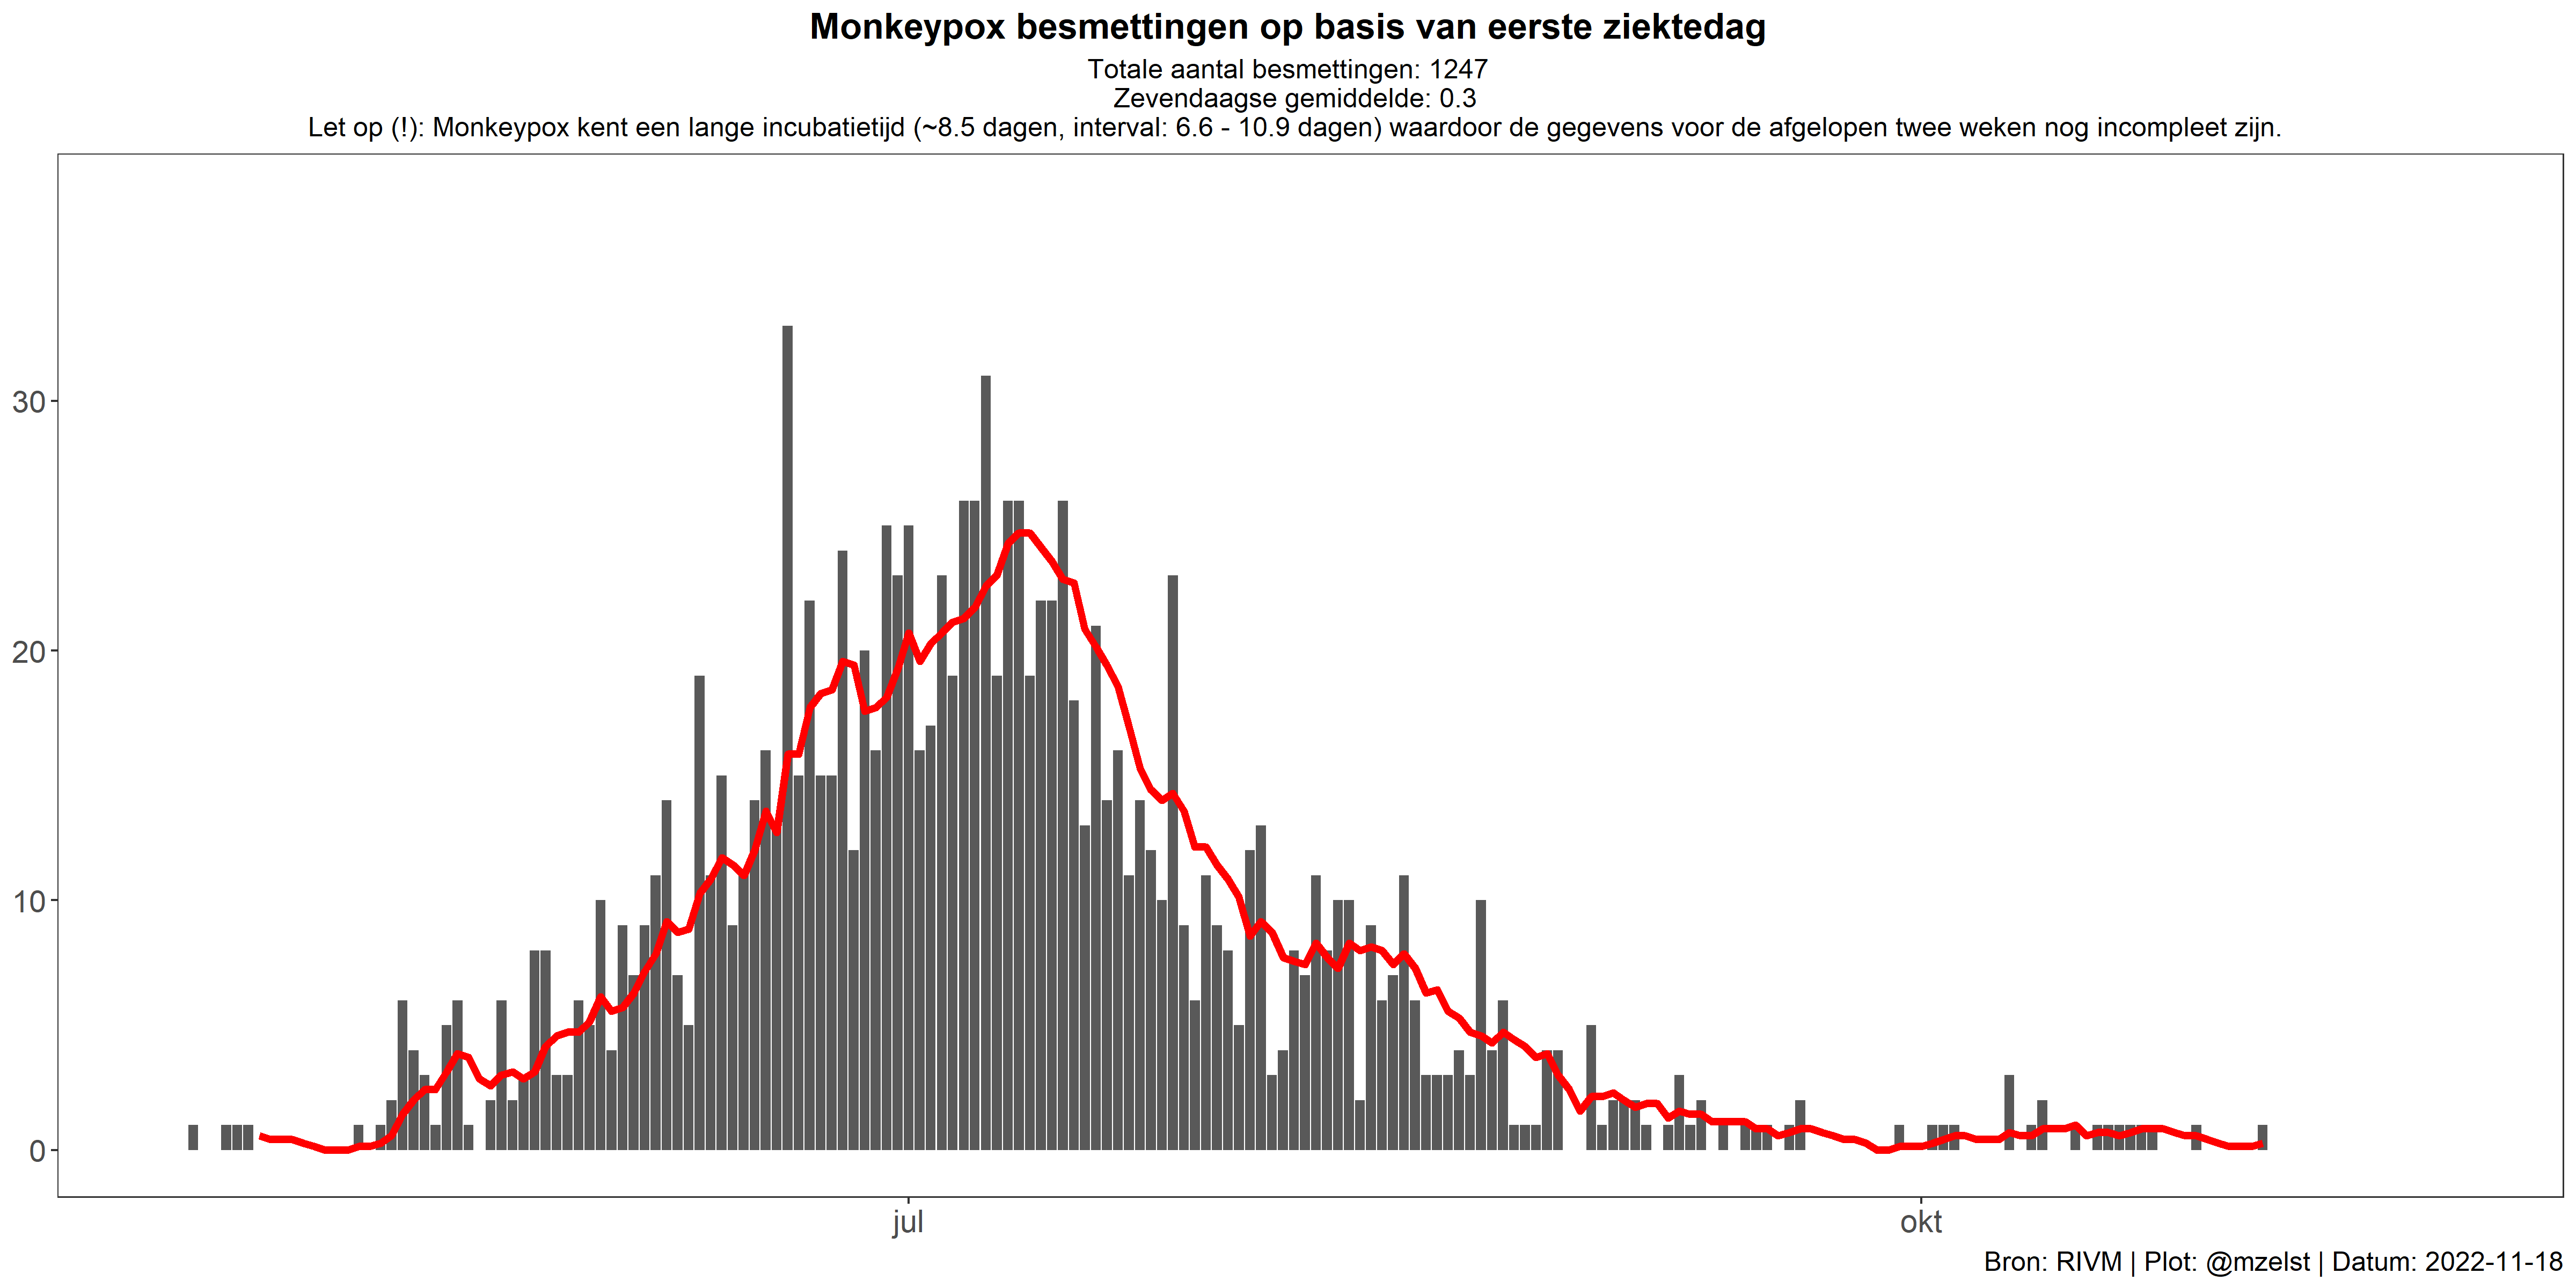 Monkeypox besmettingen op basis van eerste ziektedag
Totale aantal besmettingen: 1247
Zevendaagse gemiddelde: 0.3
Let op (!): Monkeypox kent een lange incubatietijd (~8.5 dagen, interval: 6.6 - 10.9 dagen) waardoor de gegevens voor de afgelopen twee weken nog incompleet zijn.
30
20
10
0
jul
okt
Bron: RIVM | Plot: @mzelst | Datum: 2022-11-18